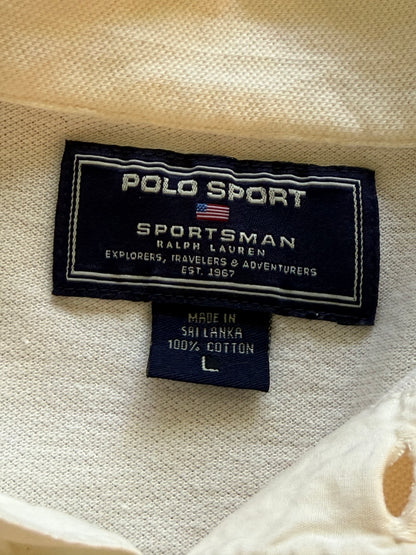 POLO SPORT
SPORTSMAN
RALPH LAUREN
EXPLORERS, TRAVELERS & ADVENTURERS
EST. 1967
MADE IN
SRI LANKA
100% COTTON
L